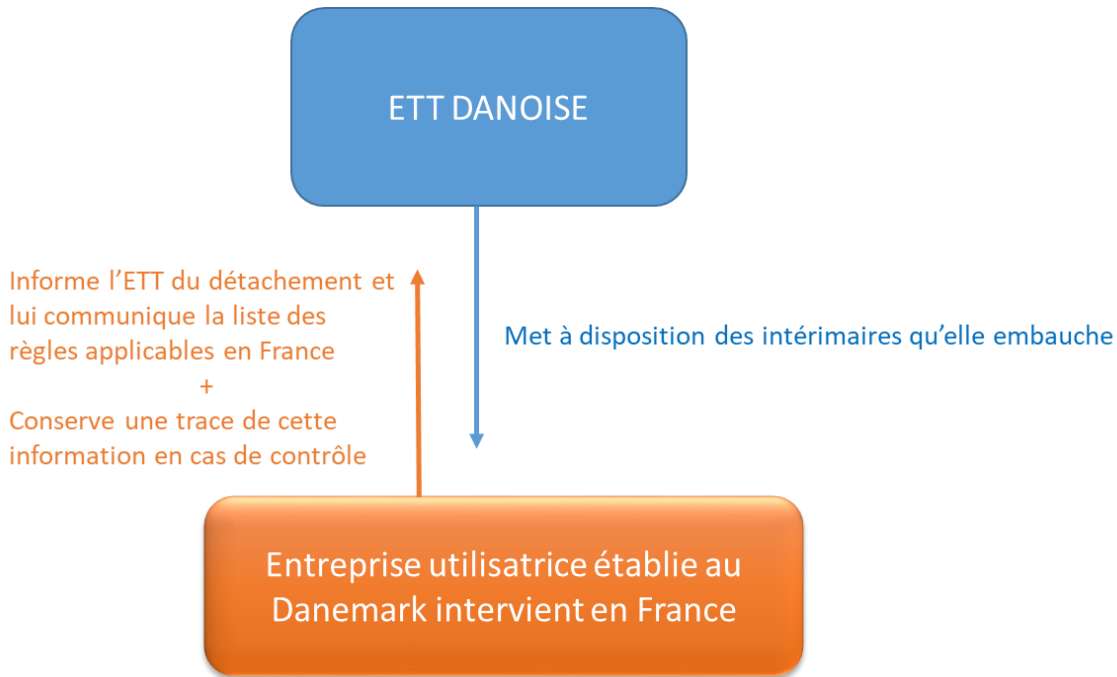 ETT DANOISE
Informe l’ETT du détachement et
lui communique la liste des
règles applicables en France
+
Conserve une trace de cette
information en cas de contrôle
Met à disposition des intérimaires qu’elle embauche
Entreprise utilisatrice établie au
Danemark intervient en France